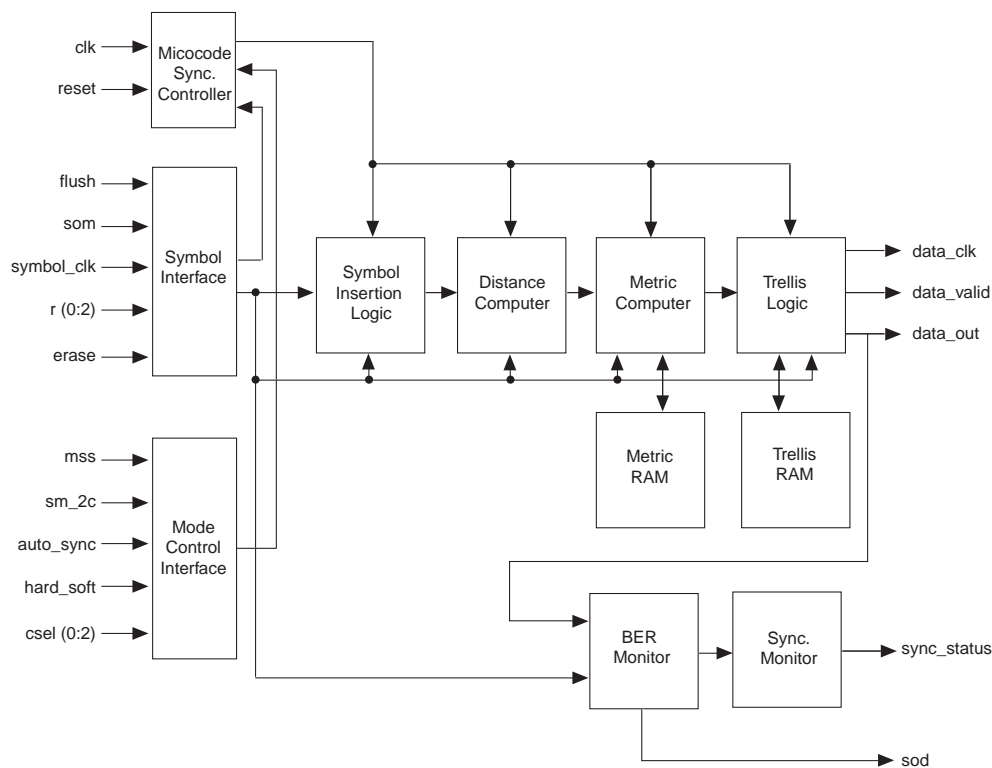 clk
reset
Micocode
Sync.
Controller
flush
som
symbol_clk
r (0:2)
erase
Symbol
Interface
Symbol
Insertion
Logic
Distance
Computer
Metric
Computer
Trellis
Logic
data_clk
data_valid
data_out
Metric
RAM
Trellis
RAM
mss
sm_2c
auto_sync
hard_soft
csel (0:2)
Mode
Control
Interface
BER
Monitor
Sync.
Monitor
sync_status
sod